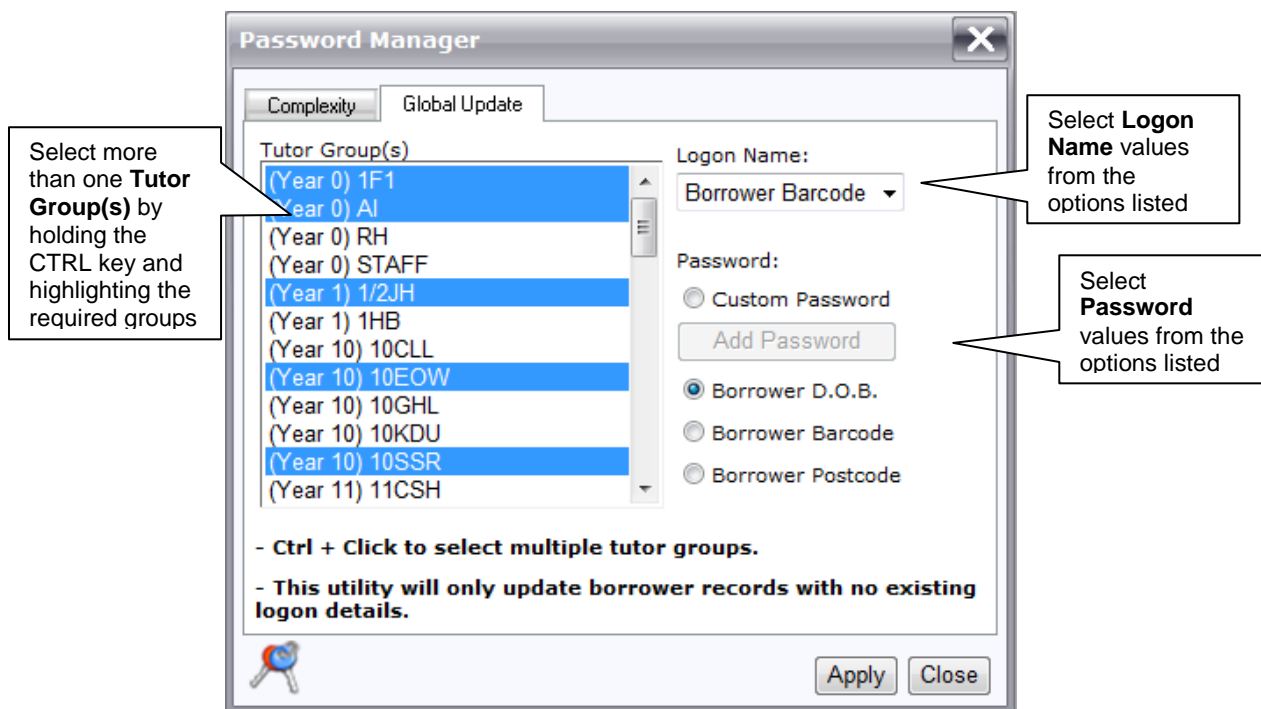 Password Manager
Complexity
Global Update
Select more
than one Tutor
Group(s) by
holding the
CTRL key and
highlighting the
required groups
Tutor Group(s)
(Year 0) 1F1
(Year 0) AI
(Year 0) RH
(Year 0) STAFF
(Year 1) 1/2JH
(Year 1) 1HB
(Year 10) 10CLL
(Year 10) 10EOW
(Year 10) 10GHL
(Year 10) 10KDU
(Year 10) 10SSR
(Year 11) 11CSH
Logon Name:
Borrower Barcode
Select Logon
Name values
from the
options listed
Password:
Custom Password
Add Password
Borrower D.O.B.
Borrower Barcode
Borrower Postcode
Select
Password
values from the
options listed
- Ctrl + Click to select multiple tutor groups.
- This utility will only update borrower records with no existing
logon details.
Apply
Close